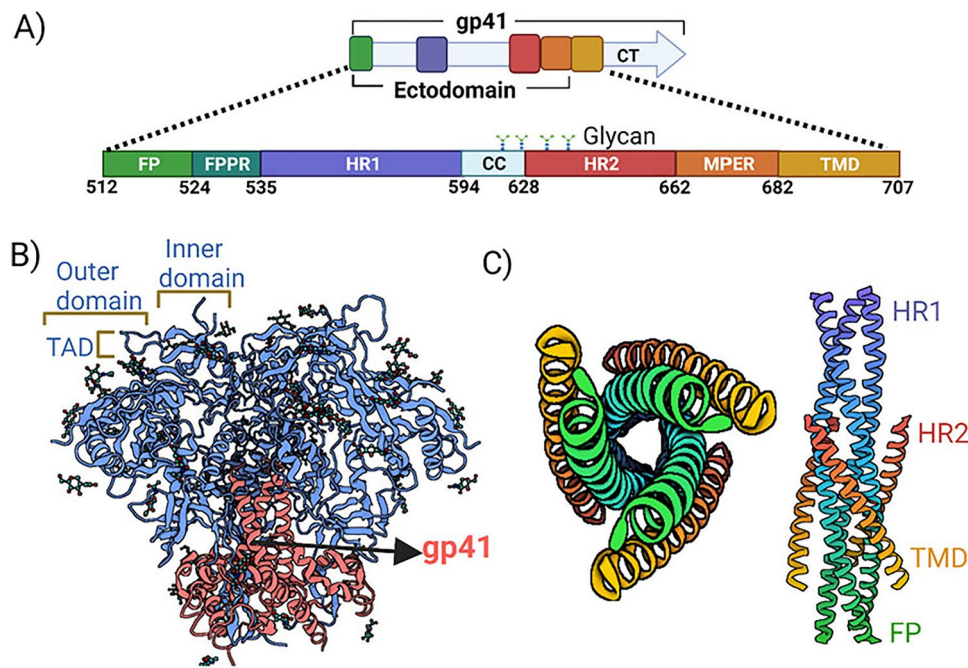 A)
gp41
CT
Ectodomain
Glycan
FP FPPR HR1 CC HR2 MPER TMD
512 524 535 594 628 662 682 707
B)
Outer
domain
Inner
domain
TAD
gp41
C)
HR1
HR2
TMD
FP